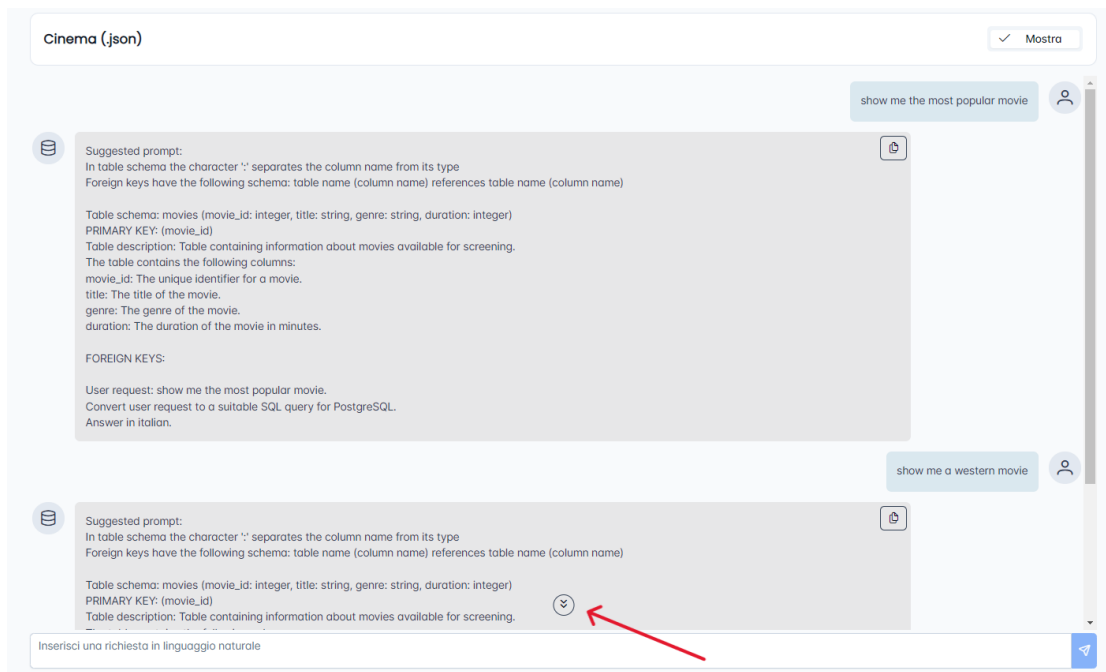 Cinema (.json)
Mostra
show me the most popular movie
Suggested prompt:
In table schema the character ':' separates the column name from its type
Foreign keys have the following schema: table name (column name) references table name (column name)
Table schema: movies (movie_id: integer, title: string, genre: string, duration: integer)
PRIMARY KEY: (movie_id)
Table description: Table containing information about movies available for screening.
The table contains the following columns:
movie_id: The unique identifier for a movie.
title: The title of the movie.
genre: The genre of the movie.
duration: The duration of the movie in minutes.
FOREIGN KEYS:
User request: show me the most popular movie.
Convert user request to a suitable SQL query for PostgreSQL.
Answer in italian.
show me a western movie
Suggested prompt:
In table schema the character ':' separates the column name from its type
Foreign keys have the following schema: table name (column name) references table name (column name)
Table schema: movies (movie_id: integer, title: string, genre: string, duration: integer)
PRIMARY KEY: (movie_id)
Table description: Table containing information about movies available for screening.
Inserisci una richiesta in linguaggio naturale